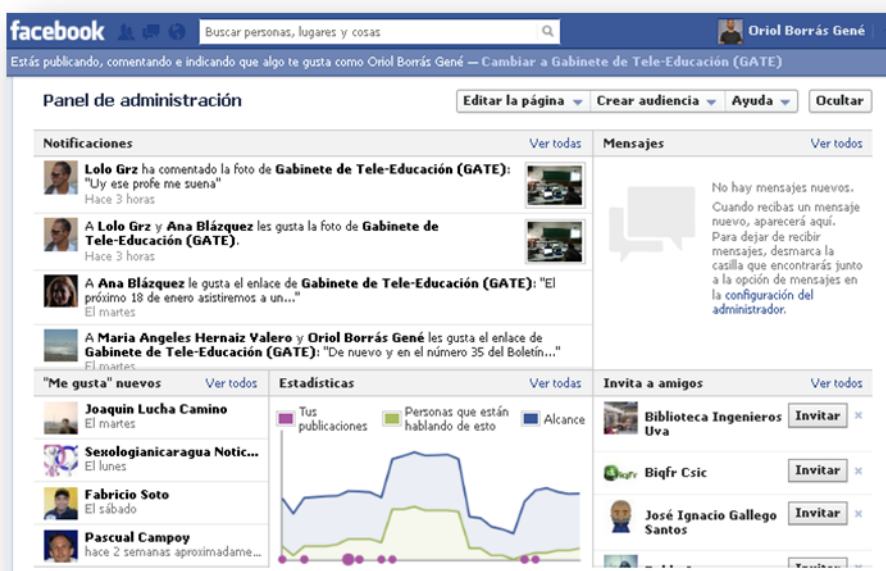 facebook
Buscar personas, lugares y cosas
Oriol Borrás Gené
Estás publicando, comentando e indicando que algo te gusta como Oriol Borrás Gené — Cambiar a Gabinete de Tele-Educación (GATE)
Panel de administración
Editar la página
Crear audiencia
Ayuda
Ocultar
Notificaciones
Ver todas
Lolo Grz ha comentado la foto de Gabinete de Tele-Educación (GATE):
"Uy ese profe me suena"
Hace 3 horas
A Lolo Grz y Ana Blázquez les gusta la foto de Gabinete de
Tele-Educación (GATE).
Hace 3 horas
A Ana Blázquez le gusta el enlace de Gabinete de Tele-Educación (GATE): "El
próximo 18 de enero asistiremos a un..."
El martes
A Maria Angeles Hernaiz Valero y Oriol Borrás Gené les gusta el enlace de
Gabinete de Tele-Educación (GATE): "De nuevo y en el número 35 del Boletín..."
El martes
Mensajes
Ver todos
No hay mensajes nuevos.
Cuando recibas un mensaje
nuevo, aparecerá aquí.
Para dejar de recibir
mensajes, desmarca la
casilla que encontrarás junto
a la opción de mensajes en
la configuración del
administrador.
"Me gusta" nuevos
Ver todos
Joaquin Lucha Camino
El martes
Sexologianicaragua Notic...
El lunes
Fabricio Soto
El sábado
Pascual Campoy
hace 2 semanas aproximadame...
Estadísticas
Ver todas
Tus
publicaciones
Personas que están
hablando de esto
Alcance
Invita a amigos
Ver todos
Biblioteca Ingenieros
Uva
Invitar
Biqfr Csic
Invitar
José Ignacio Gallego
Santos
Invitar